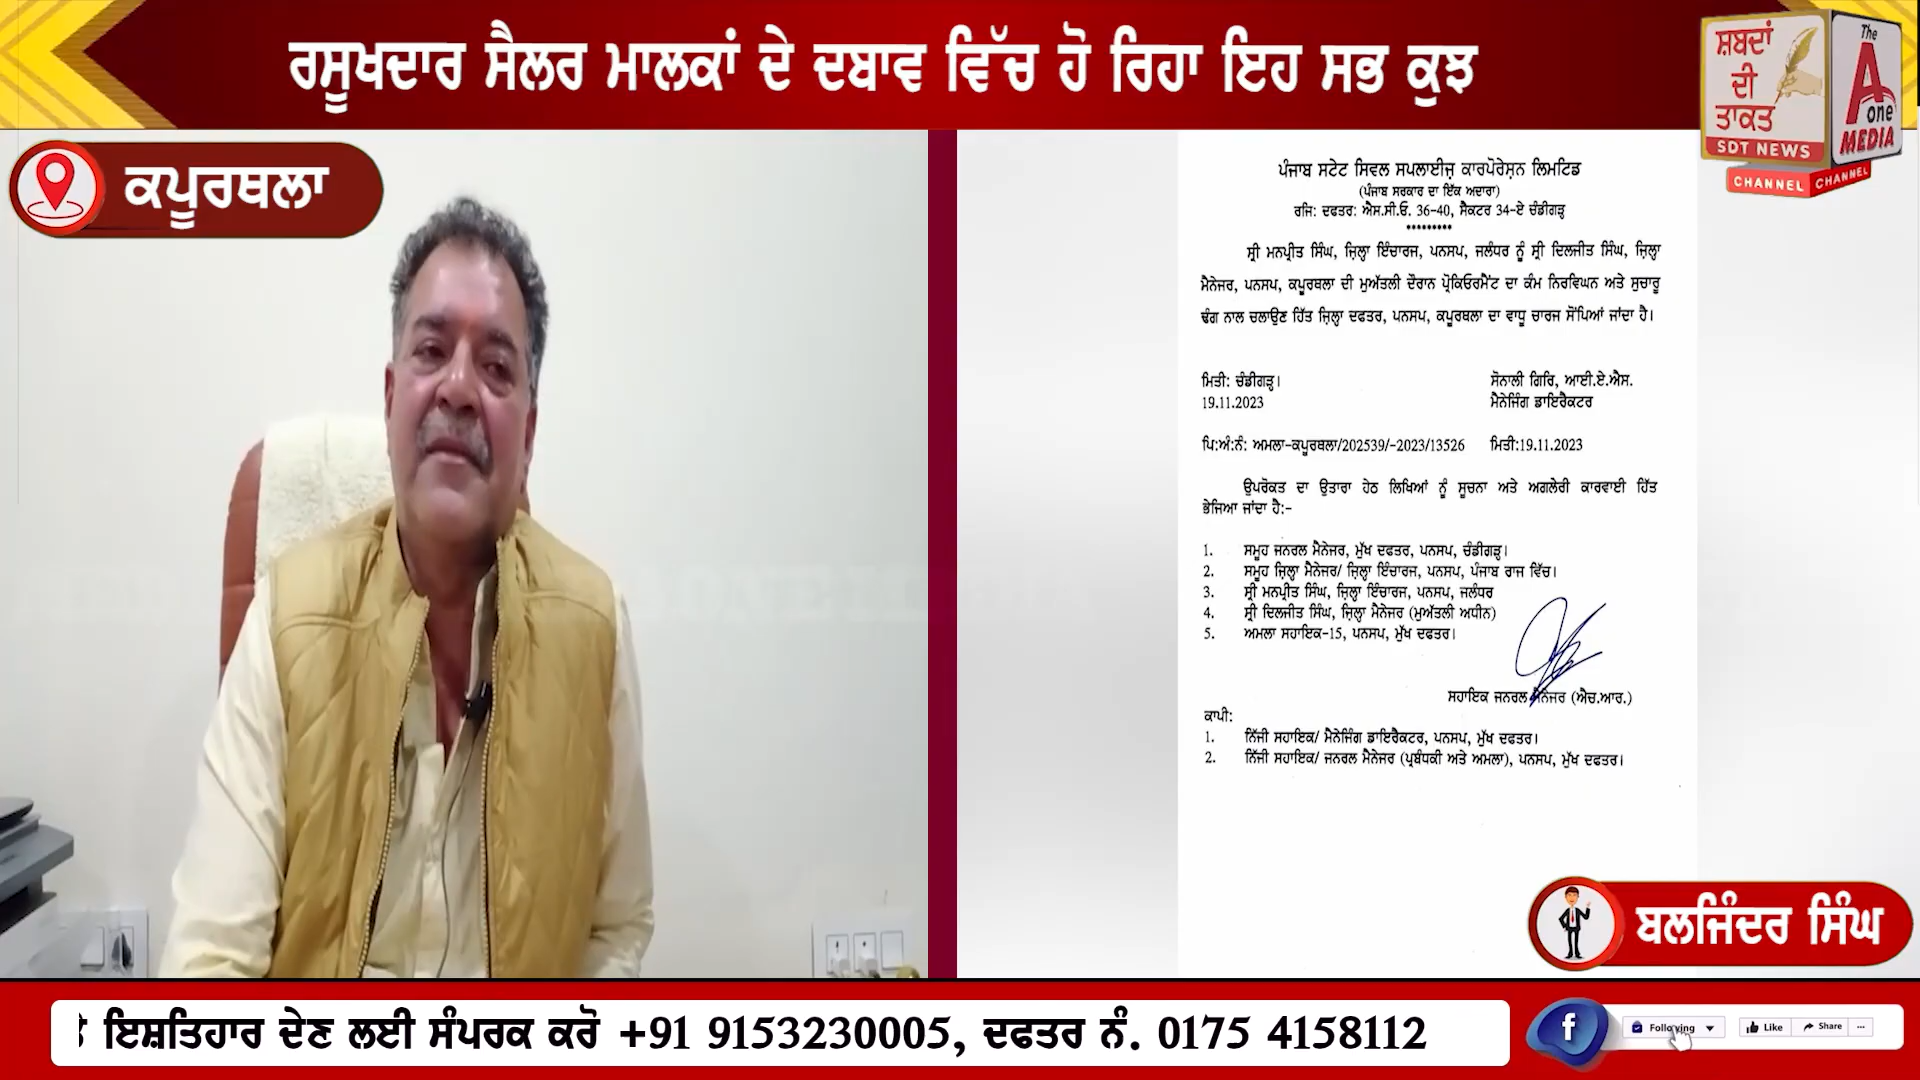 ਰਸੂਖਦਾਰ ਸੈਲਰ ਮਾਲਕਾਂ ਦੇ ਦਬਾਵ ਵਿੱਚ ਹੋ ਰਿਹਾ ਇਹ ਸਭ ਕੁਝ
ਸ਼ਬਦਾਂ
ਦੀ
ਤਾਕਤ
SDT NEWS
CHANNEL
The
A
one
MEDIA
CHANNEL
ਕਪੂਰਥਲਾ
ਪੰਜਾਬ ਸਟੇਟ ਸਿਵਲ ਸਪਲਾਈਜ਼ ਕਾਰਪੋਰੇਸ਼ਨ ਲਿਮਟਿਡ
(ਪੰਜਾਬ ਸਰਕਾਰ ਦਾ ਇੱਕ ਅਦਾਰਾ)
ਰਜਿ: ਦਫਤਰ: ਐਸ.ਸੀ.ਓ. 36-40, ਸੈਕਟਰ 34-ਏ ਚੰਡੀਗੜ੍ਹ
*********
ਸ੍ਰੀ ਮਨਪ੍ਰੀਤ ਸਿੰਘ, ਜ਼ਿਲ੍ਹਾ ਇੰਚਾਰਜ, ਪਨਸਪ, ਜਲੰਧਰ ਨੂੰ ਸ੍ਰੀ ਦਿਲਜੀਤ ਸਿੰਘ, ਜ਼ਿਲ੍ਹਾ
ਮੈਨੇਜਰ, ਪਨਸਪ, ਕਪੂਰਥਲਾ ਦੀ ਮੁਅੱਤਲੀ ਦੌਰਾਨ ਪ੍ਰੋਕਿਓਰਮੈਂਟ ਦਾ ਕੰਮ ਨਿਰਵਿਘਨ ਅਤੇ ਸੁਚਾਰੂ
ਢੰਗ ਨਾਲ ਚਲਾਉਣ ਹਿੱਤ ਜ਼ਿਲ੍ਹਾ ਦਫਤਰ, ਪਨਸਪ, ਕਪੂਰਥਲਾ ਦਾ ਵਾਧੂ ਚਾਰਜ ਸੌਂਪਿਆਂ ਜਾਂਦਾ ਹੈ।
ਮਿਤੀ: ਚੰਡੀਗੜ੍ਹ।
19.11.2023
ਸੋਨਾਲੀ ਗਿਰਿ, ਆਈ.ਏ.ਐਸ.
ਮੈਨੇਜਿੰਗ ਡਾਇਰੈਕਟਰ
ਪਿ:ਅੰ:ਨੰ: ਅਮਲਾ-ਕਪੂਰਥਲਾ/202539/-2023/13526 ਮਿਤੀ:19.11.2023
ਉਪਰੋਕਤ ਦਾ ਉਤਾਰਾ ਹੇਠ ਲਿਖਿਆਂ ਨੂੰ ਸੂਚਨਾ ਅਤੇ ਅਗਲੇਰੀ ਕਾਰਵਾਈ ਹਿੱਤ
ਭੇਜਿਆ ਜਾਂਦਾ ਹੈ:-
1. ਸਮੂਹ ਜਨਰਲ ਮੈਨੇਜਰ, ਮੁੱਖ ਦਫਤਰ, ਪਨਸਪ, ਚੰਡੀਗੜ੍ਹ।
2. ਸਮੂਹ ਜ਼ਿਲ੍ਹਾ ਮੈਨੇਜਰ/ ਜ਼ਿਲ੍ਹਾ ਇੰਚਾਰਜ, ਪਨਸਪ, ਪੰਜਾਬ ਰਾਜ ਵਿੱਚ।
3. ਸ੍ਰੀ ਮਨਪ੍ਰੀਤ ਸਿੰਘ, ਜ਼ਿਲ੍ਹਾ ਇੰਚਾਰਜ, ਪਨਸਪ, ਜਲੰਧਰ
4. ਸ੍ਰੀ ਦਿਲਜੀਤ ਸਿੰਘ, ਜ਼ਿਲ੍ਹਾ ਮੈਨੇਜਰ (ਮੁਅੱਤਲੀ ਅਧੀਨ)
5. ਅਮਲਾ ਸਹਾਇਕ-15, ਪਨਸਪ, ਮੁੱਖ ਦਫਤਰ।
ਸਹਾਇਕ ਜਨਰਲ ਮੈਨੇਜਰ (ਐਚ.ਆਰ.)
ਕਾਪੀ:
1. ਨਿੱਜੀ ਸਹਾਇਕ/ ਮੈਨੇਜਿੰਗ ਡਾਇਰੈਕਟਰ, ਪਨਸਪ, ਮੁੱਖ ਦਫਤਰ।
2. ਨਿੱਜੀ ਸਹਾਇਕ/ ਜਨਰਲ ਮੈਨੇਜਰ (ਪ੍ਰਬੰਧਕੀ ਅਤੇ ਅਮਲਾ), ਪਨਸਪ, ਮੁੱਖ ਦਫਤਰ।
ਬਲਜਿੰਦਰ ਸਿੰਘ
ਇਸ਼ਤਿਹਾਰ ਦੇਣ ਲਈ ਸੰਪਰਕ ਕਰੋ +91 9153230005, ਦਫਤਰ ਨੰ. 0175 4158112
f Following Like Share ...